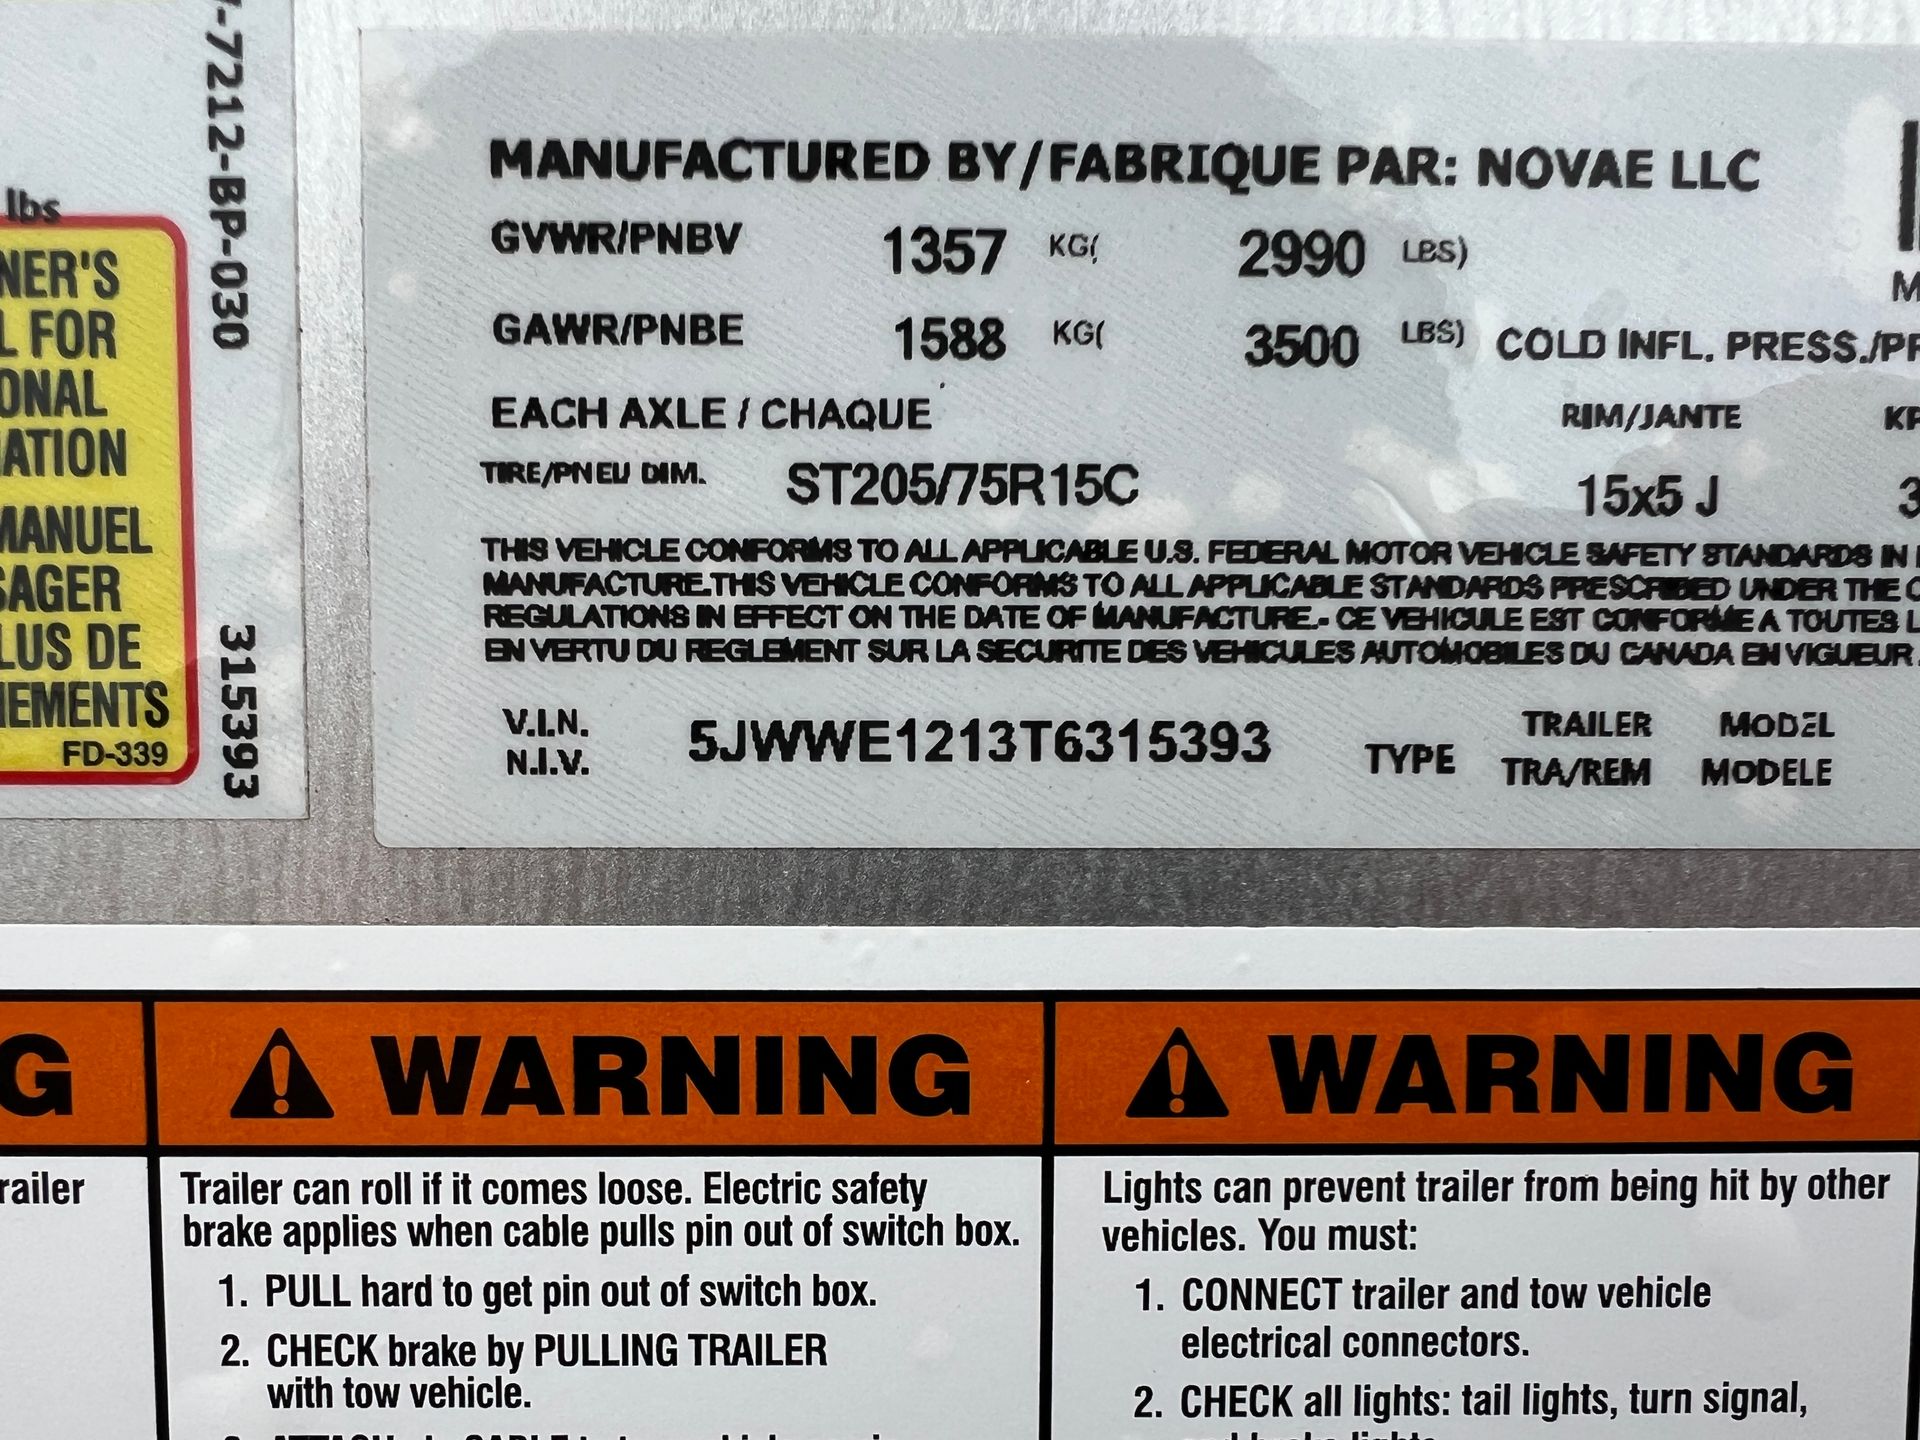 -7212-BP-030
315393
lbs
NER'S
L FOR
ONAL
ATION
MANUEL
SAGER
LUS DE
NEMENTS
FD-339
MANUFACTURED BY/FABRIQUE PAR: NOVAE LLC
GVWR/PNBV 1357 KG( 2990 LBS)
GAWR/PNBE 1588 KG( 3500 LBS) COLD INFL. PRESS./PR
EACH AXLE / CHAQUE RIM/JANTE KP
TIRE/PNEU DIM. ST205/75R15C 15x5 J 3
THIS VEHICLE CONFORMS TO ALL APPLICABLE U.S. FEDERAL MOTOR VEHICLE SAFETY STANDARDS IN
MANUFACTURE.THIS VEHICLE CONFORMS TO ALL APPLICABLE STANDARDS PRESCRIBED UNDER THE C
REGULATIONS IN EFFECT ON THE DATE OF MANUFACTURE.- CE VEHICULE EST CONFORME A TOUTES L
EN VERTU DU REGLEMENT SUR LA SECURITE DES VEHICULES AUTOMOBILES DU CANADA EN VIGUEUR
V.I.N. 5JWWE1213T6315393 TYPE TRAILER MODEL
N.I.V. TRA/REM MODELE
G
railer
WARNING
Trailer can roll if it comes loose. Electric safety
brake applies when cable pulls pin out of switch box.
1. PULL hard to get pin out of switch box.
2. CHECK brake by PULLING TRAILER
with tow vehicle.
WARNING
Lights can prevent trailer from being hit by other
vehicles. You must:
1. CONNECT trailer and tow vehicle
electrical connectors.
2. CHECK all lights: tail lights, turn signal,